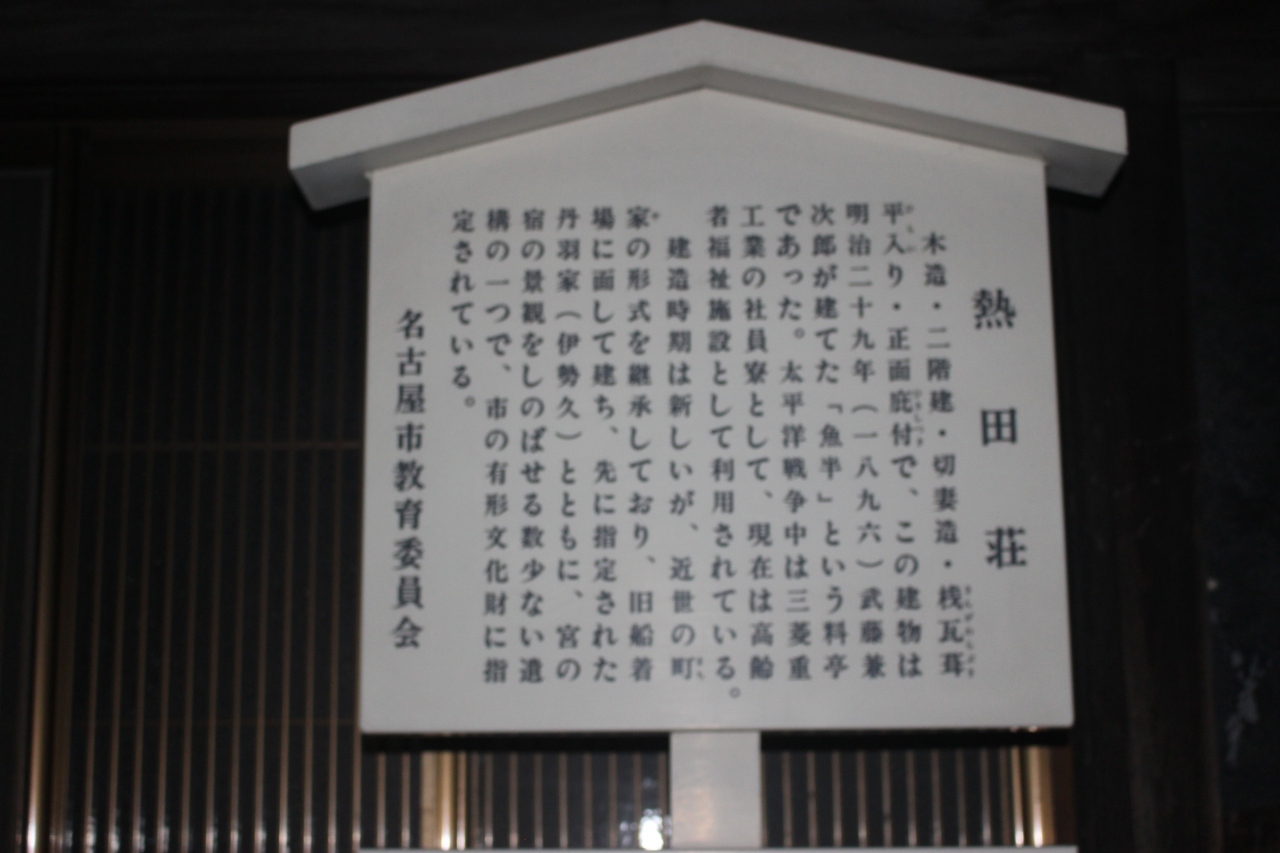 熱田荘
木造・二階建・切妻造・桟瓦葺
平入り・正面庇付で、この建物は
明治二十九年（一八九六）武藤兼
次郎が建てた「魚半」という料亭
であった。太平洋戦争中は三菱重
工業の社員寮として、現在は高齢
者福祉施設として利用されている。
建造時期は新しいが、近世の町
家の形式を継承しており、旧船着
場に面して建ち、先に指定された
丹羽家（伊勢久）とともに、宮の
宿の景観をしのばせる数少ない遺
構の一つで、市の有形文化財に指
定されている。
名古屋市教育委員会